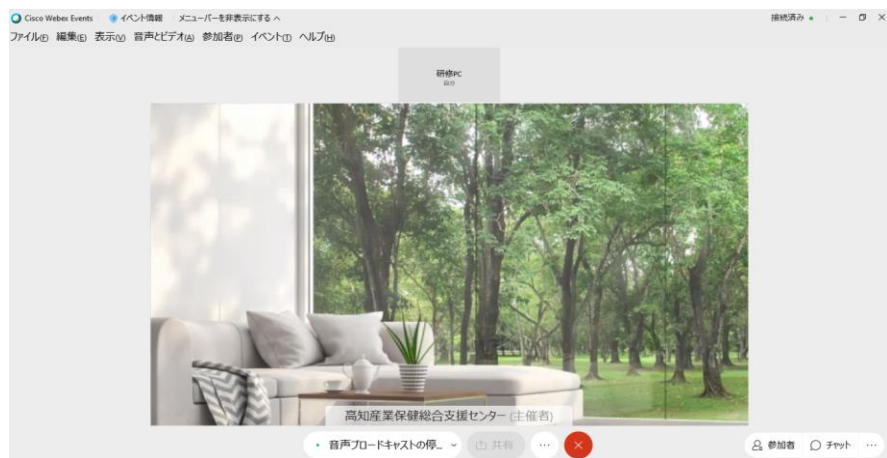 Cisco Webex Events イベント情報 メニューバーを非表示にする ヘ 接続済み
ファイル(F) 編集(E) 表示(V) 音声とビデオ(A) 参加者(P) イベント(T) ヘルプ(H)
研修PC
自分
高知産業保健総合支援センター (主催者)
音声ブロードキャストの停... 共有 ... 参加者 チャット ...